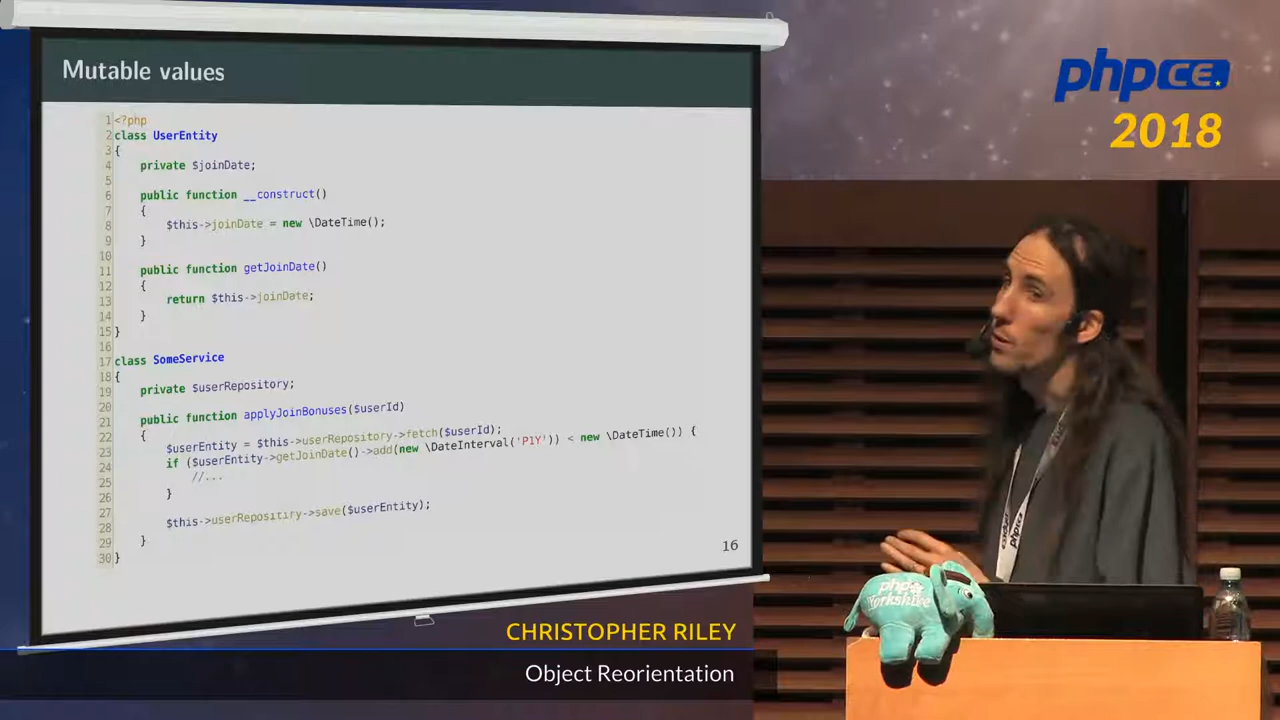 Mutable values
1 <?php
2 class UserEntity
3 {
4 private $joinDate;
5
6 public function __construct()
7 {
8 $this->joinDate = new \DateTime();
9 }
10
11 public function getJoinDate()
12 {
13 return $this->joinDate;
14 }
15 }
16
17 class SomeService
18 {
19 private $userRepository;
20
21 public function applyJoinBonuses($userId)
22 {
23 $userEntity = $this->userRepository->fetch($userId);
24 if ($userEntity->getJoinDate()->add(new \DateInterval('P1Y')) < new \DateTime()) {
25 //...
26 }
27
28 $this->userRepositiry->save($userEntity);
29 }
30 }
16
phpce
2018
php
Yorkshire
phpce
CHRISTOPHER RILEY
Object Reorientation